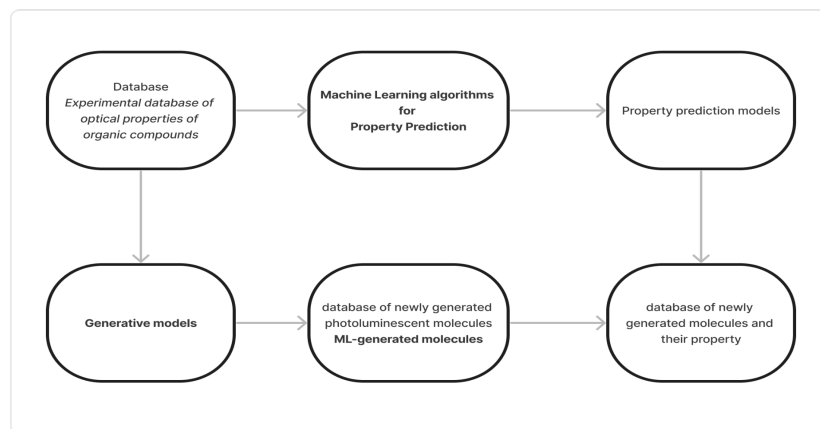 Database
Experimental database of
optical properties of
organic compounds
Machine Learning algorithms
for
Property Prediction
Property prediction models
Generative models
database of newly generated
photoluminescent molecules
ML-generated molecules
database of newly
generated molecules and
their property